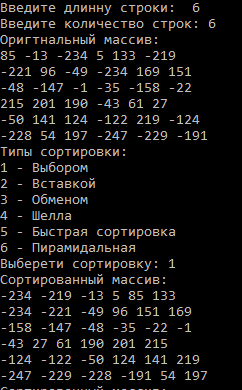 Введите длинну строки:  6
Введите количество строк: 6
Оригтнальный массив:
85 -13 -234 5 133 -219
-221 96 -49 -234 169 151
-48 -147 -1 -35 -158 -22
215 201 190 -43 61 27
-50 141 124 -122 219 -124
-228 54 197 -247 -229 -191
Типы сортировки:
1 - Выбором
2 - Вставкой
3 - Обменом
4 - Шелла
5 - Быстрая сортировка
6 - Пирамидальная
Выберети сортировку: 1
Сортированный массив:
-234 -219 -13 5 85 133
-234 -221 -49 96 151 169
-158 -147 -48 -35 -22 -1
-43 27 61 190 201 215
-124 -122 -50 124 141 219
-247 -229 -228 -191 54 197